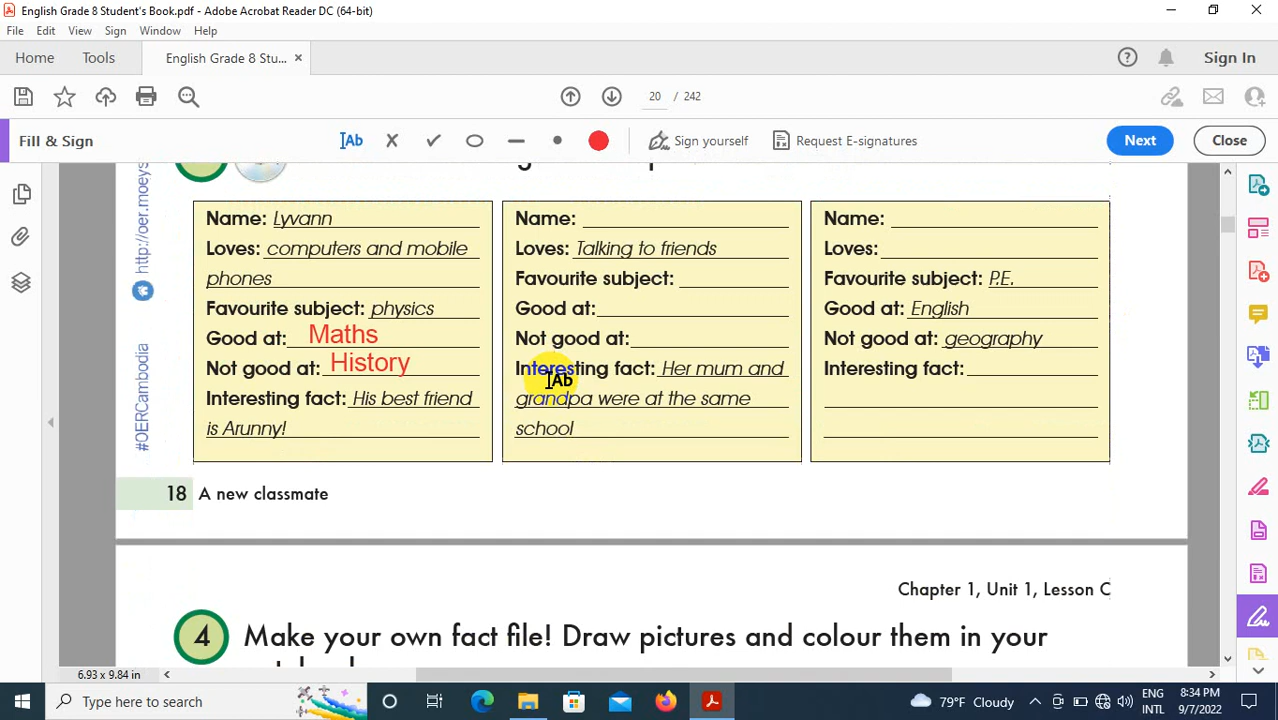 English Grade 8 Student's Book.pdf - Adobe Acrobat Reader DC (64-bit)
File Edit View Sign Window Help
Home Tools English Grade 8 Stu... × Sign In
20 / 242
Fill & Sign Ab Sign yourself Request E-signatures Next Close
http://oer.moeys
#OERCambodia
Name: Lyvann
Loves: computers and mobile
phones
Favourite subject: physics
Good at: Maths
Not good at: History
Interesting fact: His best friend
is Arunny!
Name:
Loves: Talking to friends
Favourite subject:
Good at:
Not good at:
Interesting fact: Her mum and
grandpa were at the same
school
Ab
Name:
Loves:
Favourite subject: P.E.
Good at: English
Not good at: geography
Interesting fact:
18 A new classmate
Chapter 1, Unit 1, Lesson C
4 Make your own fact file! Draw pictures and colour them in your
6.93 x 9.84 in
Type here to search
79°F Cloudy
ENG
INTL
8:34 PM
9/7/2022